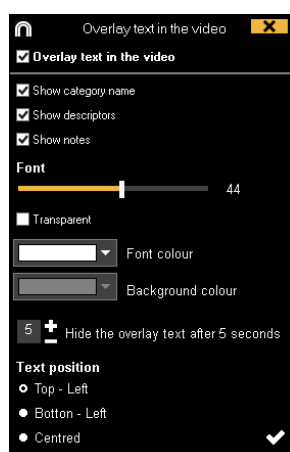 Overlay text in the video
Overlay text in the video
Show category name
Show descriptors
Show notes
Font
44
Transparent
Font colour
Background colour
5 Hide the overlay text after 5 seconds
Text position
Top - Left
Botton - Left
Centred